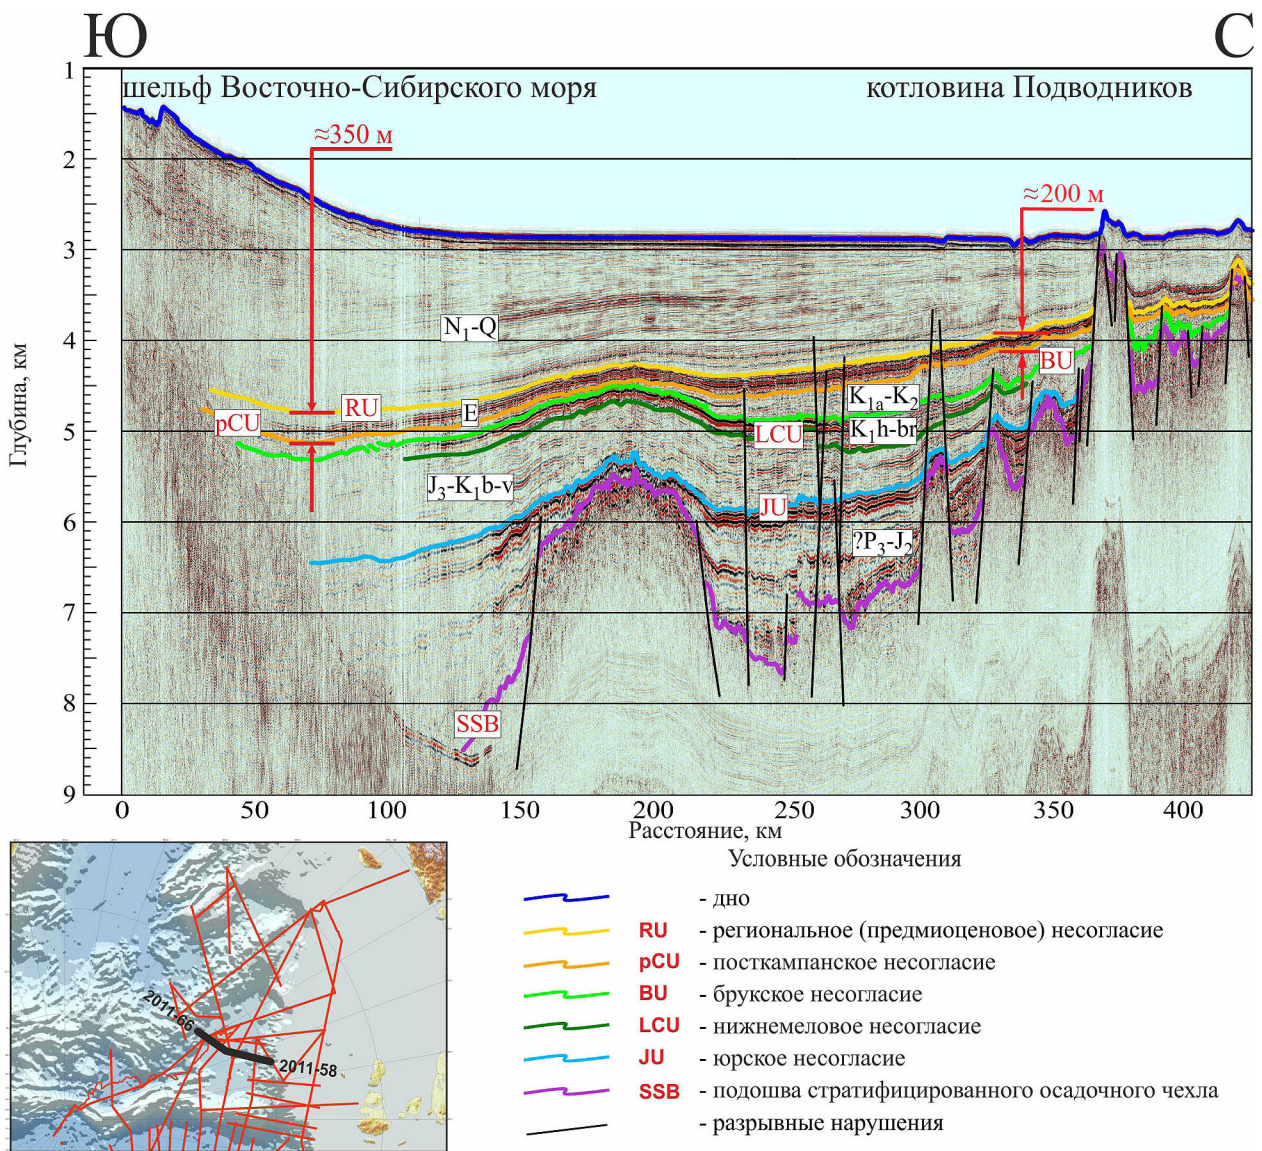 Ю
С
шельф Восточно-Сибирского моря
котловина Подводников
≈350 м
≈200 м
Глубина, км
1
2
3
4
5
6
7
8
9
N₁-Q
RU
pCU
E
BU
K₁a-K₂
K₁h-br
LCU
J₃-K₁b-v
JU
?P₃-J₂
SSB
0 50 100 150 200 250 300 350 400
Расстояние, км
2011-66
2011-58
Условные обозначения
- дно
RU - региональное (предмиоценовое) несогласие
pCU - посткампанское несогласие
BU - брукское несогласие
LCU - нижнемеловое несогласие
JU - юрское несогласие
SSB - подошва стратифицированного осадочного чехла
- разрывные нарушения